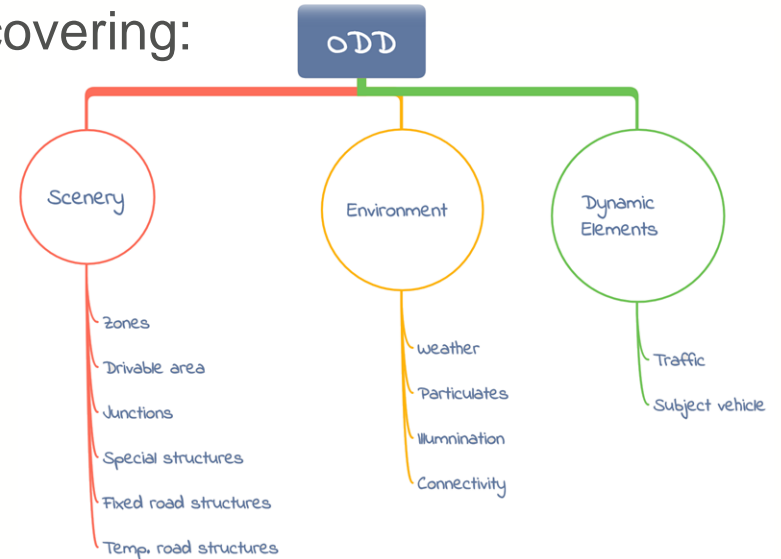 covering:
ODD
Scenery
Zones
Drivable area
Junctions
Special structures
Fixed road structures
Temp. road structures
Environment
Weather
Particulates
Illumnination
Connectivity
Dynamic
Elements
Traffic
Subject vehicle